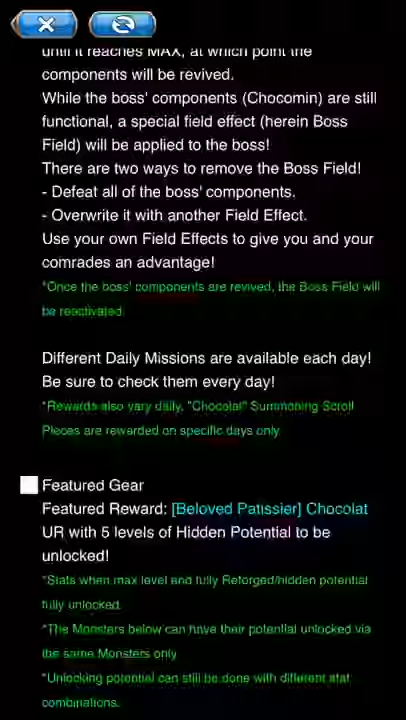 until it reaches MAX, at which point the
components will be revived.
While the boss' components (Chocomin) are still
functional, a special field effect (herein Boss
Field) will be applied to the boss!
There are two ways to remove the Boss Field!
- Defeat all of the boss' components.
- Overwrite it with another Field Effect.
Use your own Field Effects to give you and your
comrades an advantage!
*Once the boss' components are revived, the Boss Field will
be reactivated.
Different Daily Missions are available each day!
Be sure to check them every day!
*Rewards also vary daily. "Chocolat" Summoning Scroll
Pieces are rewarded on specific days only.
Featured Gear
Featured Reward: [Beloved Patissier] Chocolat
UR with 5 levels of Hidden Potential to be
unlocked!
*Stats when max level and fully Reforged/hidden potential
fully unlocked.
*The Monsters below can have their potential unlocked via
the same Monsters only
*Unlocking potential can still be done with different stat
combinations.